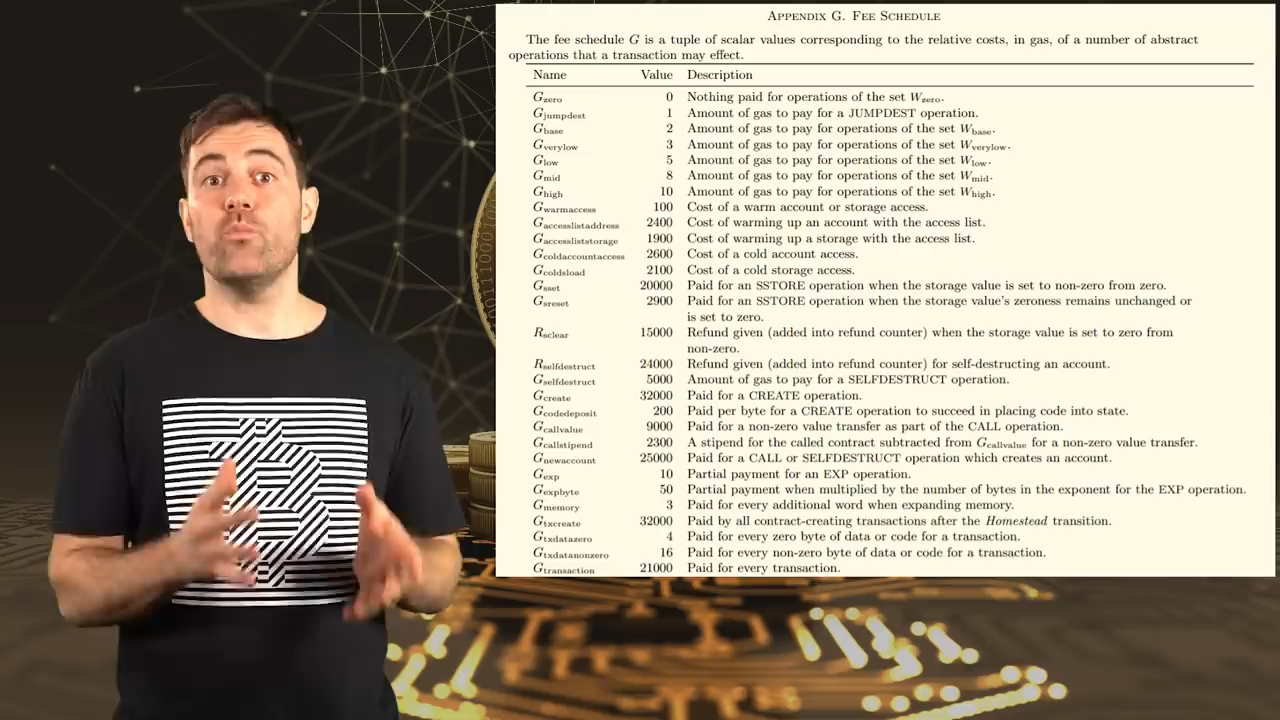 APPENDIX G. FEE SCHEDULE
The fee schedule G is a tuple of scalar values corresponding to the relative costs, in gas, of a number of abstract
operations that a transaction may effect.
Name Value Description
Gzero 0 Nothing paid for operations of the set Wzero.
Gjumpdest 1 Amount of gas to pay for a JUMPDEST operation.
Gbase 2 Amount of gas to pay for operations of the set Wbase.
Gverylow 3 Amount of gas to pay for operations of the set Wverylow.
Glow 5 Amount of gas to pay for operations of the set Wlow.
Gmid 8 Amount of gas to pay for operations of the set Wmid.
Ghigh 10 Amount of gas to pay for operations of the set Whigh.
Gwarmaccess 100 Cost of a warm account or storage access.
Gaccesslistaddress 2400 Cost of warming up an account with the access list.
Gaccessliststorage 1900 Cost of warming up a storage with the access list.
Gcoldaccountaccess 2600 Cost of a cold account access.
Gcoldsload 2100 Cost of a cold storage access.
Gsset 20000 Paid for an SSTORE operation when the storage value is set to non-zero from zero.
Gsreset 2900 Paid for an SSTORE operation when the storage value's zeroness remains unchanged or
is set to zero.
Rsclear 15000 Refund given (added into refund counter) when the storage value is set to zero from
non-zero.
Rselfdestruct 24000 Refund given (added into refund counter) for self-destructing an account.
Gselfdestruct 5000 Amount of gas to pay for a SELFDESTRUCT operation.
Gcreate 32000 Paid for a CREATE operation.
Gcodedeposit 200 Paid per byte for a CREATE operation to succeed in placing code into state.
Gcallvalue 9000 Paid for a non-zero value transfer as part of the CALL operation.
Gcallstipend 2300 A stipend for the called contract subtracted from Gcallvalue for a non-zero value transfer.
Gnewaccount 25000 Paid for a CALL or SELFDESTRUCT operation which creates an account.
Gexp 10 Partial payment for an EXP operation.
Gexpbyte 50 Partial payment when multiplied by the number of bytes in the exponent for the EXP operation.
Gmemory 3 Paid for every additional word when expanding memory.
Gtxcreate 32000 Paid by all contract-creating transactions after the Homestead transition.
Gtxdatazero 4 Paid for every zero byte of data or code for a transaction.
Gtxdatanonzero 16 Paid for every non-zero byte of data or code for a transaction.
Gtransaction 21000 Paid for every transaction.